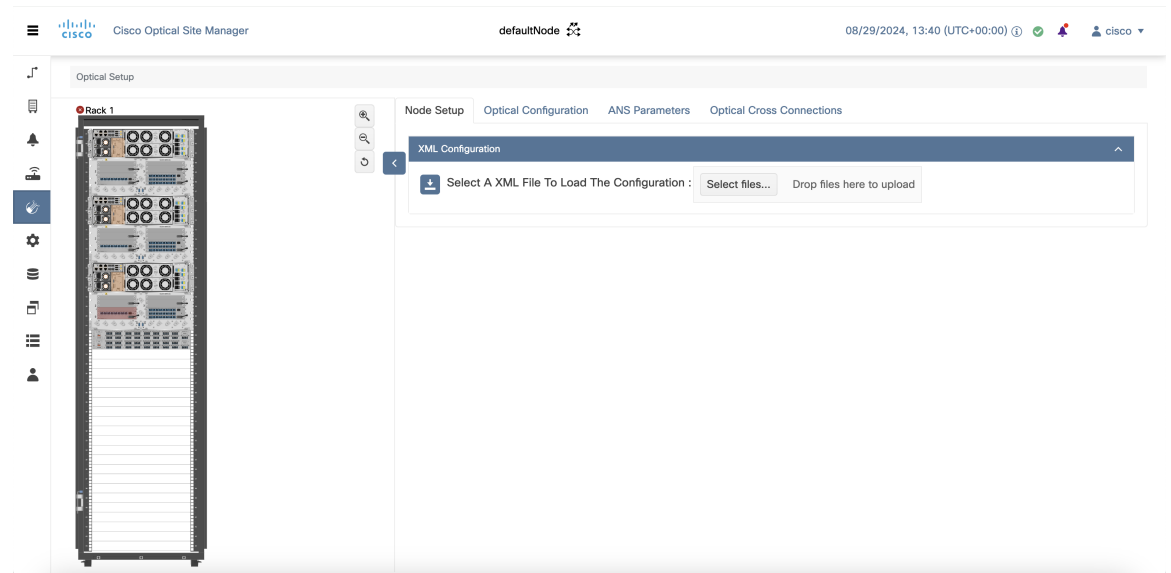 CISCO Cisco Optical Site Manager defaultNode 08/29/2024, 13:40 (UTC+00:00) cisco
Optical Setup
Rack 1
Node Setup Optical Configuration ANS Parameters Optical Cross Connections
XML Configuration
Select A XML File To Load The Configuration : Select files... Drop files here to upload